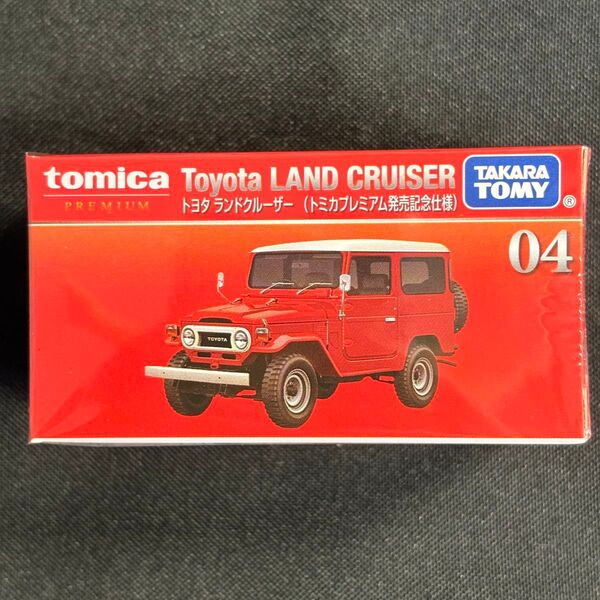 tomica
PREMIUM
Toyota LAND CRUISER
トヨタ ランドクルーザー (トミカプレミアム発売記念仕様)
TAKARA
TOMY
®
04
TOYOTA